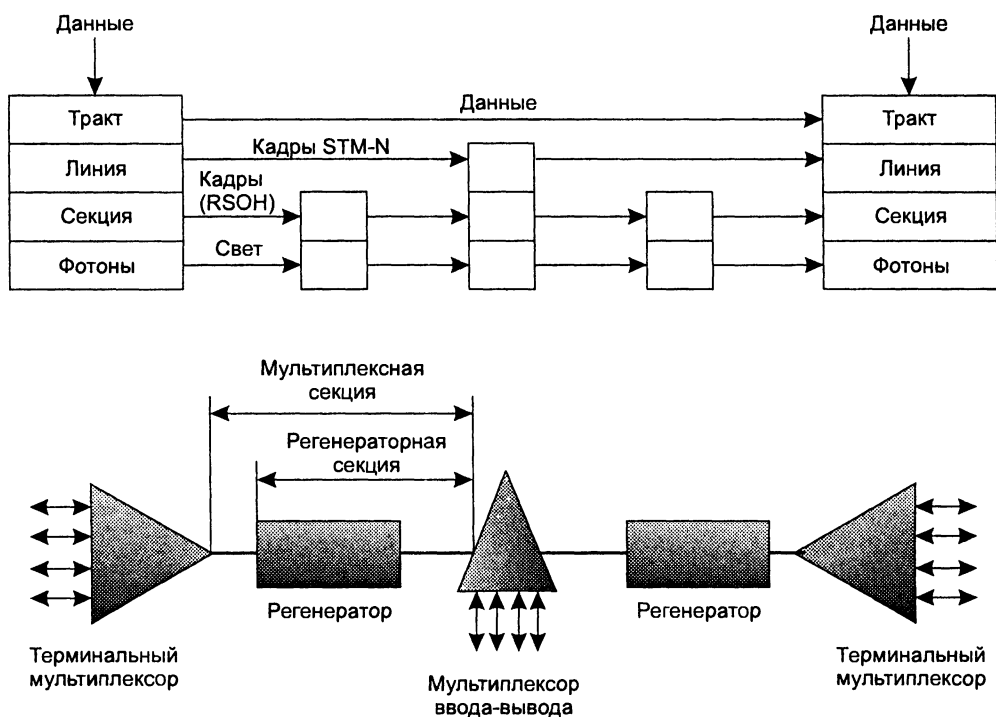 Данные
Данные
Тракт
Данные
Тракт
Линия
Кадры STM-N
Линия
Кадры
(RSOH)
Секция
Секция
Фотоны
Свет
Фотоны
Мультиплексная
секция
Регенераторная
секция
Регенератор
Регенератор
Терминальный
мультиплексор
Мультиплексор
ввода-вывода
Терминальный
мультиплексор